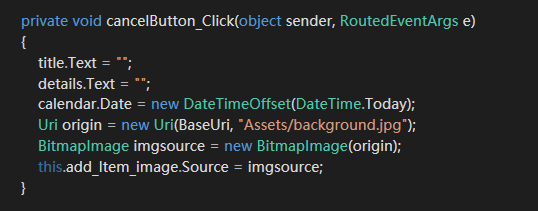 private void cancelButton_Click(object sender, RoutedEventArgs e)
{
title.Text = "";
details.Text = "";
calendar.Date = new DateTimeOffset(DateTime.Today);
Uri origin = new Uri(BaseUri, "Assets/background.jpg");
BitmapImage imgsource = new BitmapImage(origin);
this.add_Item_image.Source = imgsource;
}